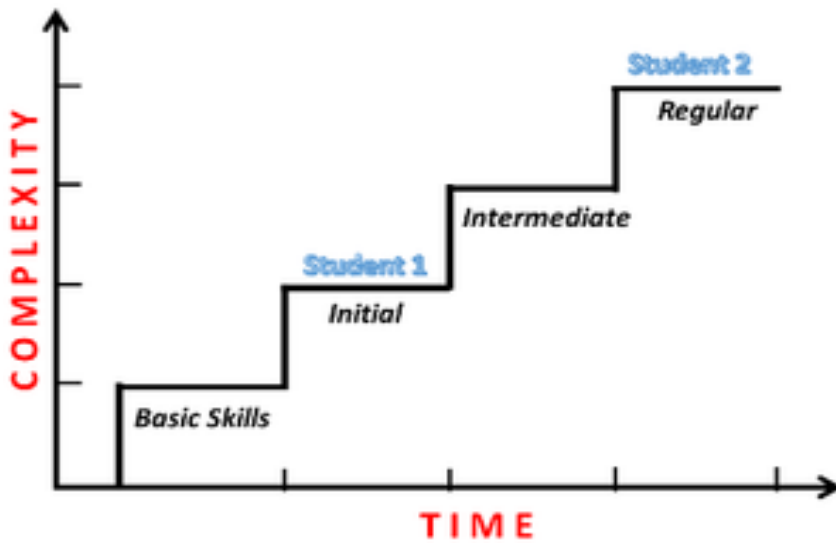 Student 2
Regular
Intermediate
Student 1
Initial
Basic Skills
COMPLEXITY
TIME